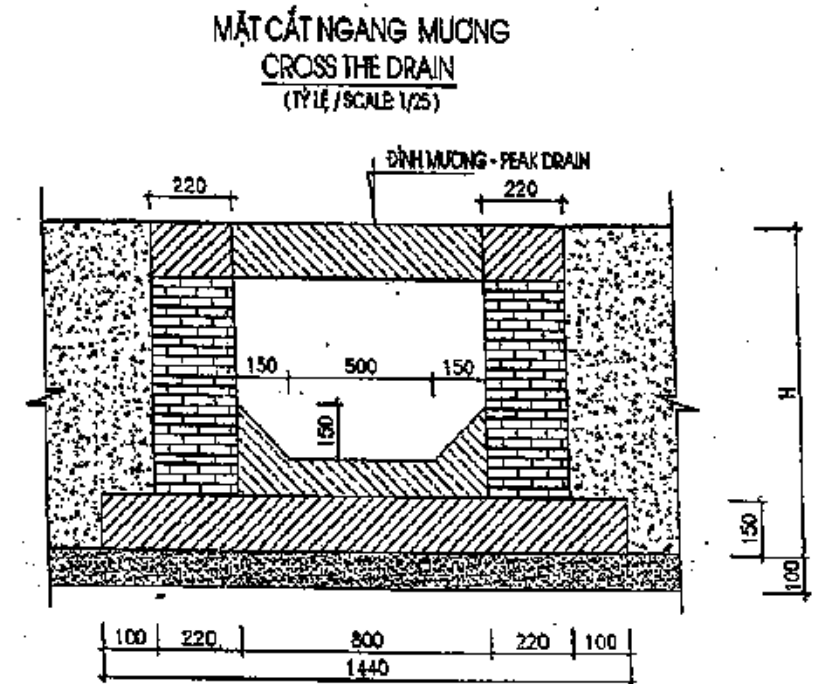 MẶT CẮT NGANG MƯƠNG
CROSS THE DRAIN
(TỶ LỆ / SCALE 1/25)
ĐỈNH MƯƠNG - PEAK DRAIN
220
220
150
500
150
150
H
150
100
100
220
800
220
100
1440